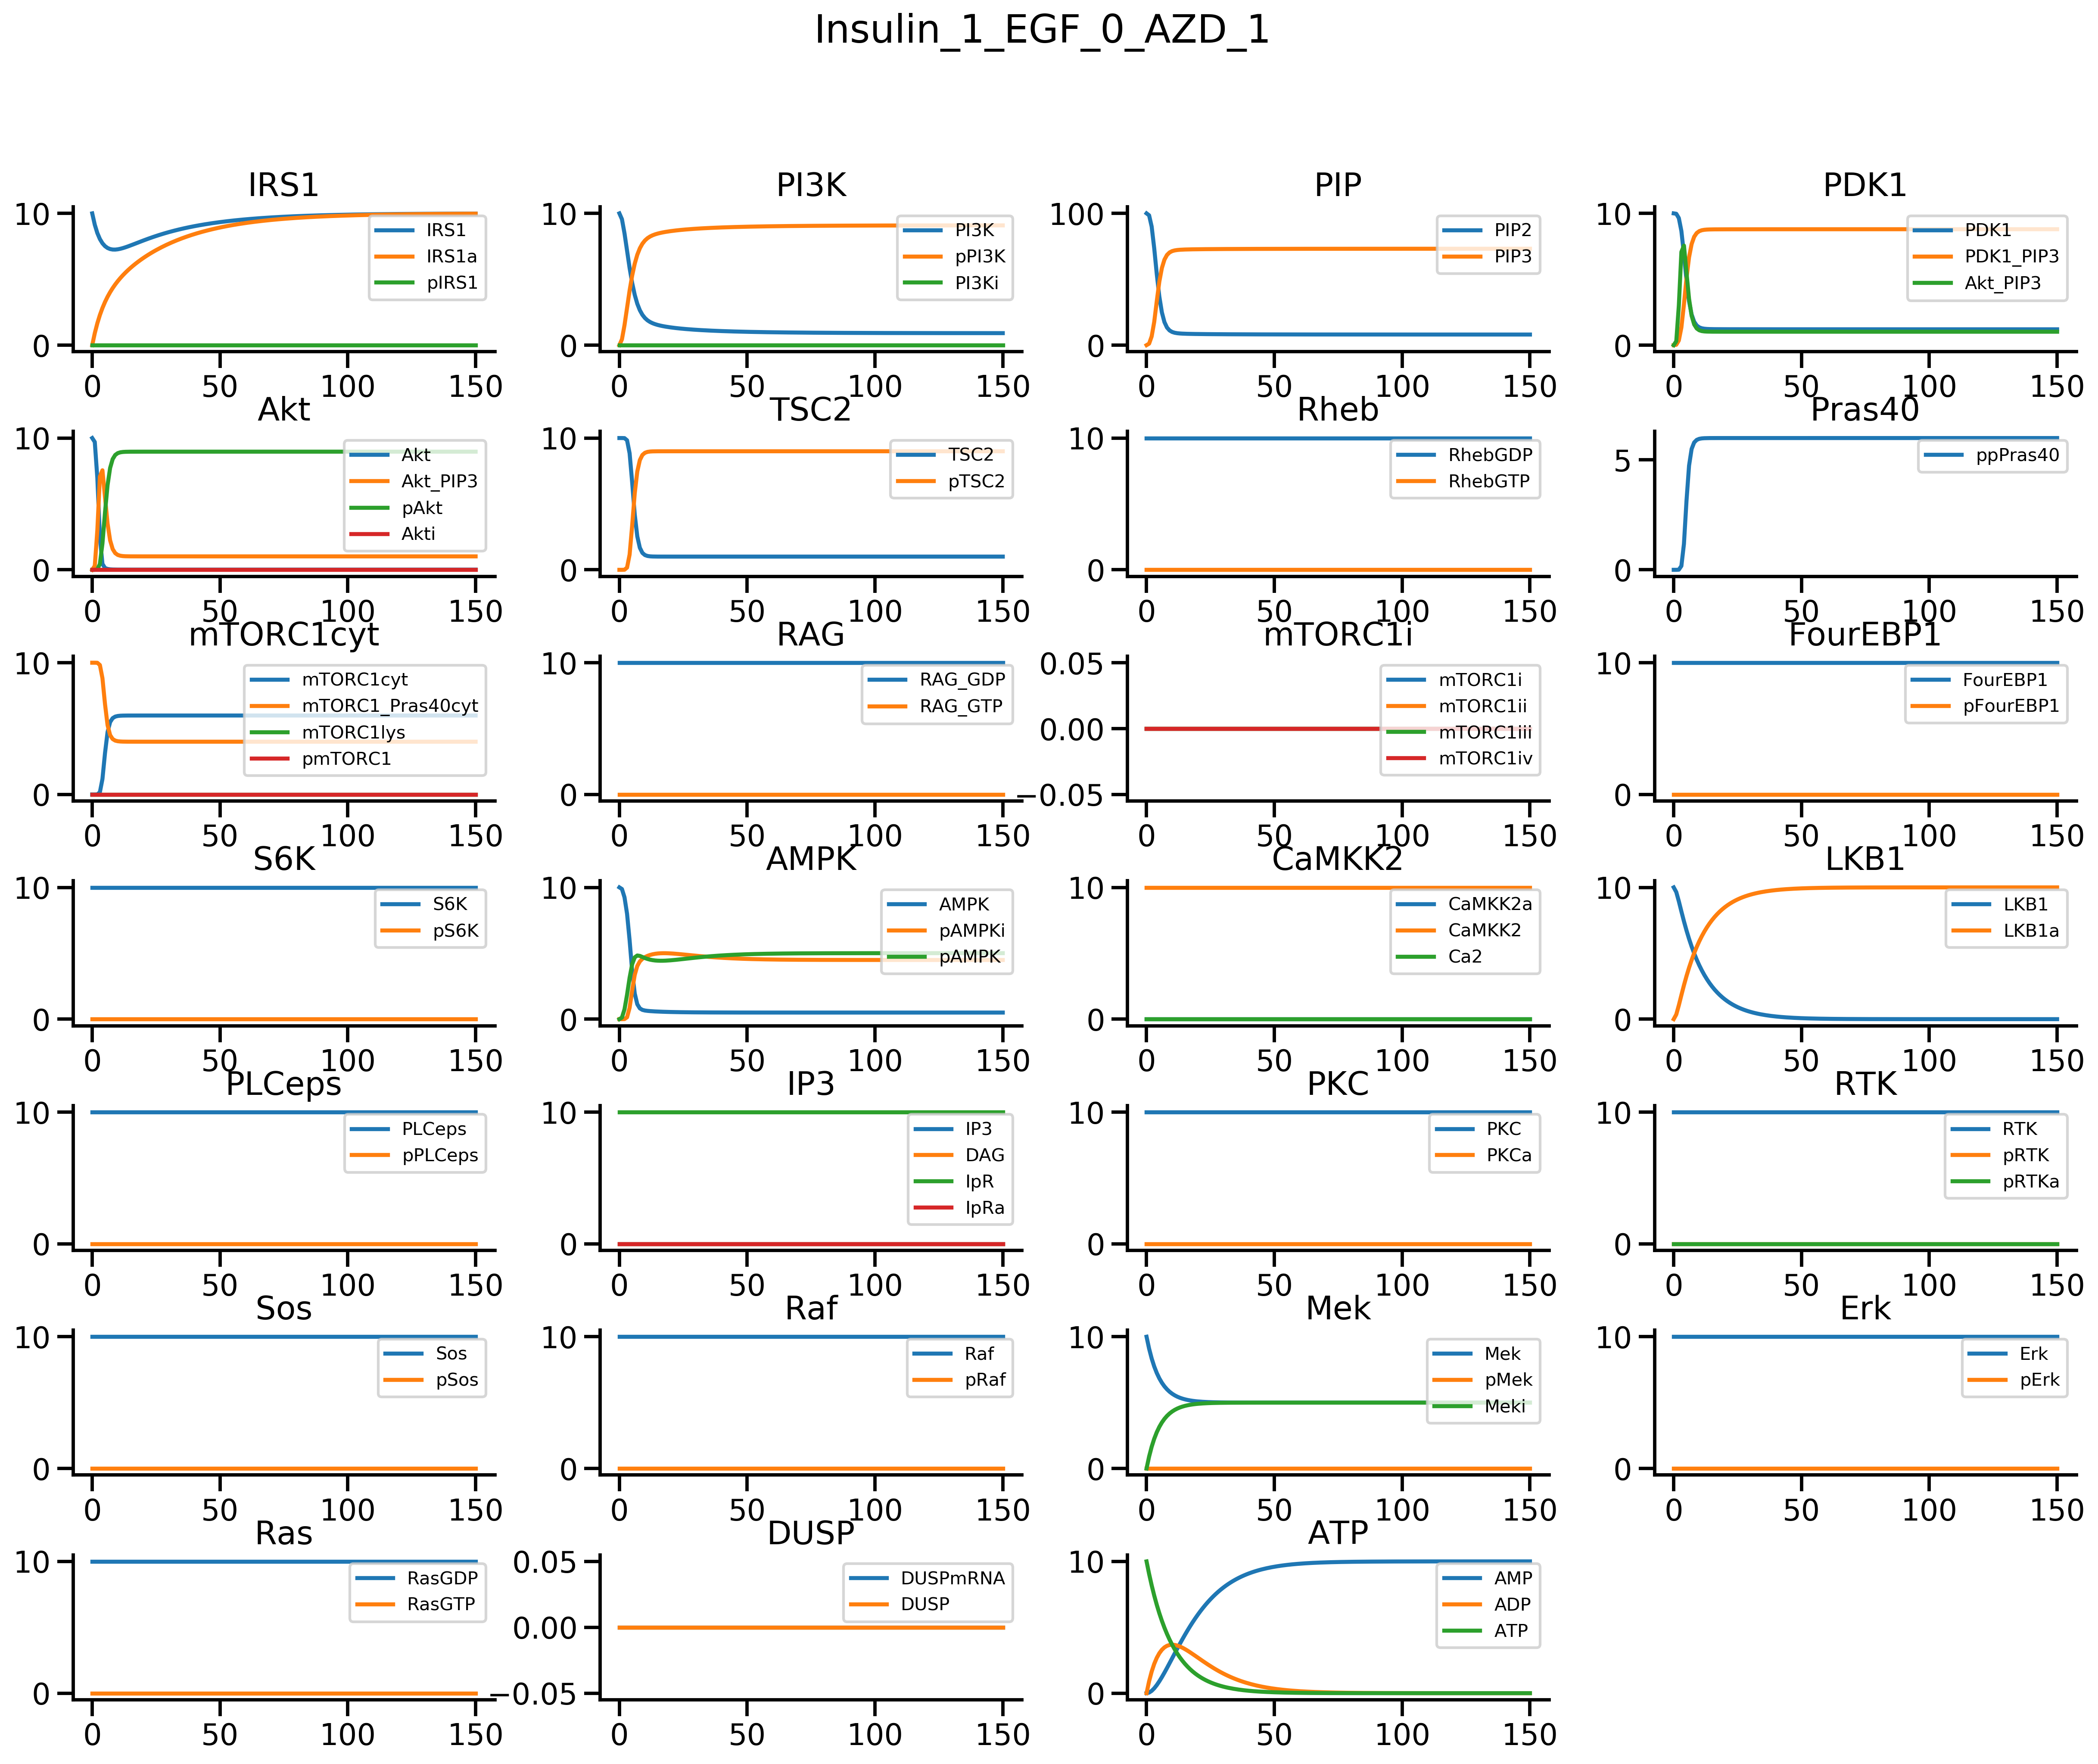 Insulin_1_EGF_0_AZD_1
IRS1
10
0
0 50 100 150
IRS1
IRS1a
pIRS1
PI3K
10
0
0 50 100 150
PI3K
pPI3K
PI3Ki
PIP
100
0
0 50 100 150
PIP2
PIP3
PDK1
10
0
0 50 100 150
PDK1
PDK1_PIP3
Akt_PIP3
Akt
10
0
0 50 100 150
Akt
Akt_PIP3
pAkt
Akti
TSC2
10
0
0 50 100 150
TSC2
pTSC2
Rheb
10
0
0 50 100 150
RhebGDP
RhebGTP
Pras40
5
0
0 50 100 150
ppPras40
mTORC1cyt
10
0
0 50 100 150
mTORC1cyt
mTORC1_Pras40cyt
mTORC1lys
pmTORC1
RAG
10
0
0 50 100 150
RAG_GDP
RAG_GTP
mTORC1i
0.05
0.00
−0.05
0 50 100 150
mTORC1i
mTORC1ii
mTORC1iii
mTORC1iv
FourEBP1
10
0
0 50 100 150
FourEBP1
pFourEBP1
S6K
10
0
0 50 100 150
S6K
pS6K
AMPK
10
0
0 50 100 150
AMPK
pAMPKi
pAMPK
CaMKK2
10
0
0 50 100 150
CaMKK2a
CaMKK2
Ca2
LKB1
10
0
0 50 100 150
LKB1
LKB1a
PLCeps
10
0
0 50 100 150
PLCeps
pPLCeps
IP3
10
0
0 50 100 150
IP3
DAG
IpR
IpRa
PKC
10
0
0 50 100 150
PKC
PKCa
RTK
10
0
0 50 100 150
RTK
pRTK
pRTKa
Sos
10
0
0 50 100 150
Sos
pSos
Raf
10
0
0 50 100 150
Raf
pRaf
Mek
10
0
0 50 100 150
Mek
pMek
Meki
Erk
10
0
0 50 100 150
Erk
pErk
Ras
10
0
0 50 100 150
RasGDP
RasGTP
DUSP
0.05
0.00
−0.05
0 50 100 150
DUSPmRNA
DUSP
ATP
10
0
0 50 100 150
AMP
ADP
ATP